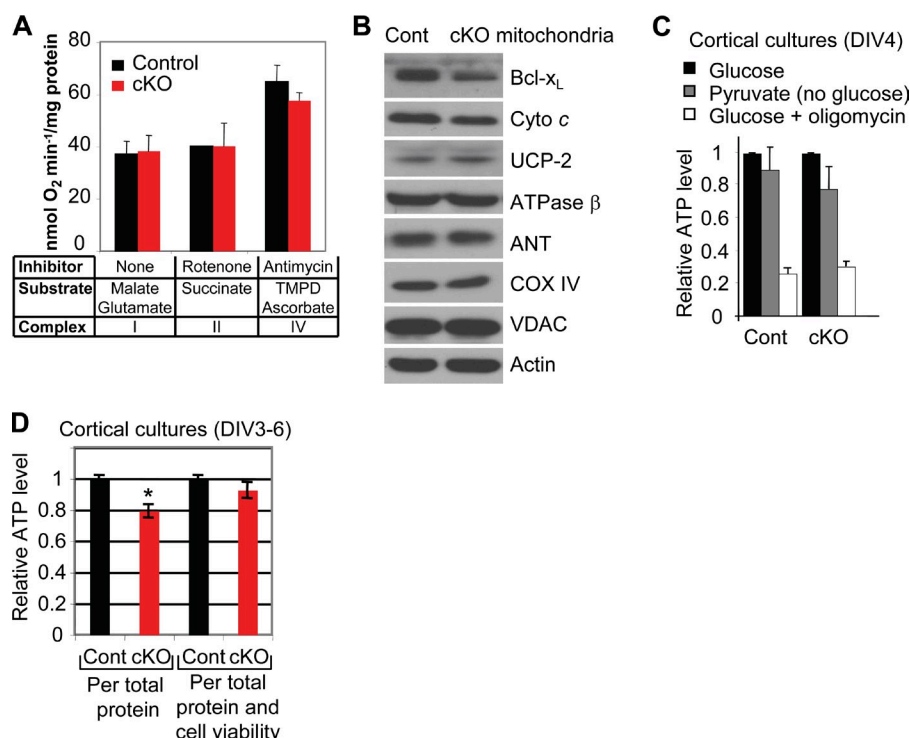 A
nmol O2 min-1/mg protein
80
60
40
20
0
Control
cKO
Inhibitor None Rotenone Antimycin
Substrate Malate Glutamate Succinate TMPD Ascorbate
Complex I II IV
B
Cont cKO mitochondria
Bcl-xL
Cyto c
UCP-2
ATPase β
ANT
COX IV
VDAC
Actin
C
Cortical cultures (DIV4)
Glucose
Pyruvate (no glucose)
Glucose + oligomycin
Relative ATP level
1
0.8
0.6
0.4
0.2
0
Cont cKO
D
Cortical cultures (DIV3-6)
Relative ATP level
1
0.8
0.6
0.4
0.2
0
*
Cont cKO Cont cKO
Per total
protein
Per total
protein and
cell viability